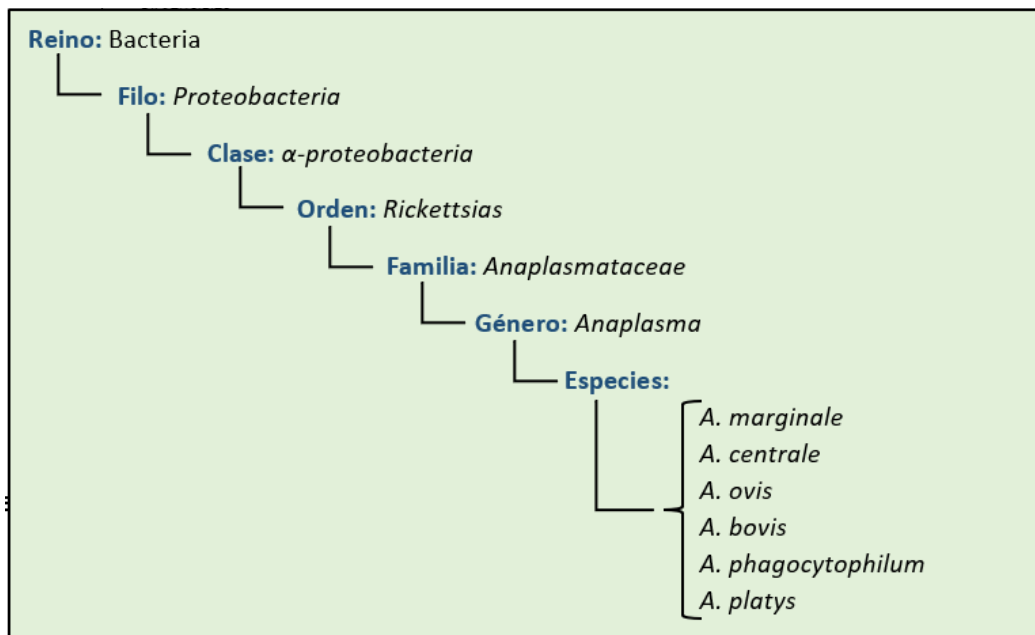 Reino: Bacteria
Filo: Proteobacteria
Clase: α-proteobacteria
Orden: Rickettsias
Familia: Anaplasmataceae
Género: Anaplasma
Especies:
A. marginale
A. centrale
A. ovis
A. bovis
A. phagocytophilum
A. platys